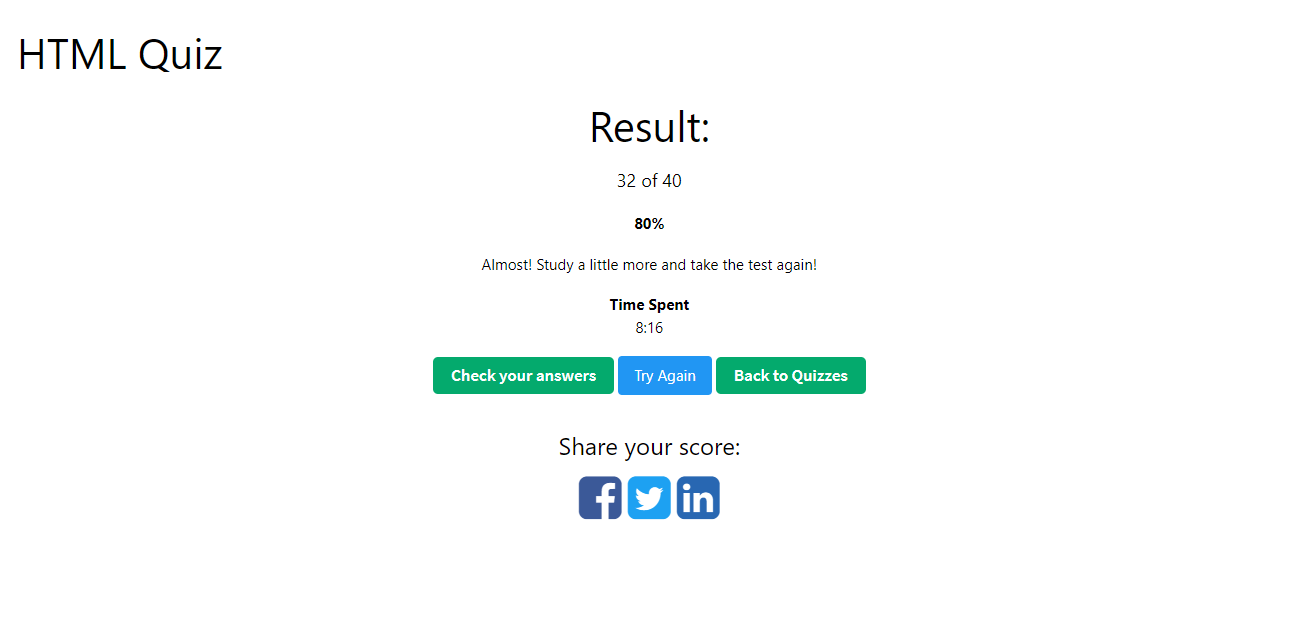 HTML Quiz
Result:
32 of 40
80%
Almost! Study a little more and take the test again!
Time Spent
8:16
Check your answers Try Again Back to Quizzes
Share your score:
f in